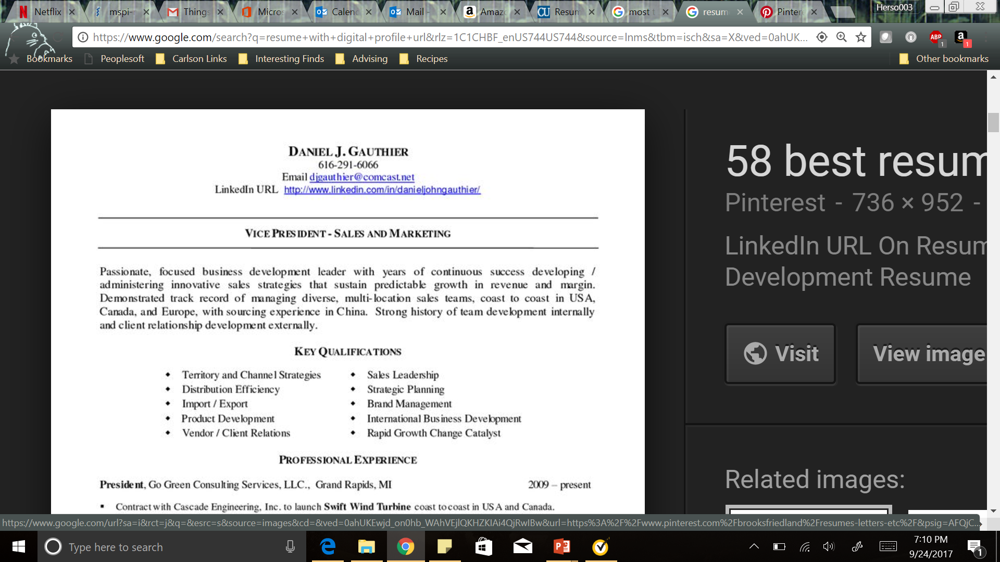 Netflix
mspi-r
Things
Micros
Calend
Mail -
Amaz
CU Resum
most t
resum
Pinter
Herso003
https://www.google.com/search?q=resume+with+digital+profile+url&rlz=1C1CHBF_enUS744US744&source=lnms&tbm=isch&sa=X&ved=0ahUK...
ABP 1
a 1
Bookmarks
Peoplesoft
Carlson Links
Interesting Finds
Advising
Recipes
Other bookmarks
DANIEL J. GAUTHIER
616-291-6066
Email djgauthier@comcast.net
LinkedIn URL http://www.linkedin.com/in/danieljohngauthier/
VICE PRESIDENT - SALES AND MARKETING
Passionate, focused business development leader with years of continuous success developing /
administering innovative sales strategies that sustain predictable growth in revenue and margin.
Demonstrated track record of managing diverse, multi-location sales teams, coast to coast in USA,
Canada, and Europe, with sourcing experience in China. Strong history of team development internally
and client relationship development externally.
KEY QUALIFICATIONS
Territory and Channel Strategies
Distribution Efficiency
Import / Export
Product Development
Vendor / Client Relations
Sales Leadership
Strategic Planning
Brand Management
International Business Development
Rapid Growth Change Catalyst
PROFESSIONAL EXPERIENCE
President, Go Green Consulting Services, LLC., Grand Rapids, MI 2009 – present
Contract with Cascade Engineering, Inc. to launch Swift Wind Turbine coast to coast in USA and Canada.
58 best resum
Pinterest - 736 × 952 -
LinkedIn URL On Resum
Development Resume
Visit
View image
Related images:
https://www.google.com/url?sa=i&rct=j&q=&esrc=s&source=images&cd=&ved=0ahUKEwjd_on0hb_WAhVEjlQKHZKIAi4QjRwIBw&url=https%3A%2F%2Fwww.pinterest.com%2Fbrooksfriedland%2Fresumes-letters-etc%2F&psig=AFQjC...
Type here to search
7:10 PM
9/24/2017
1